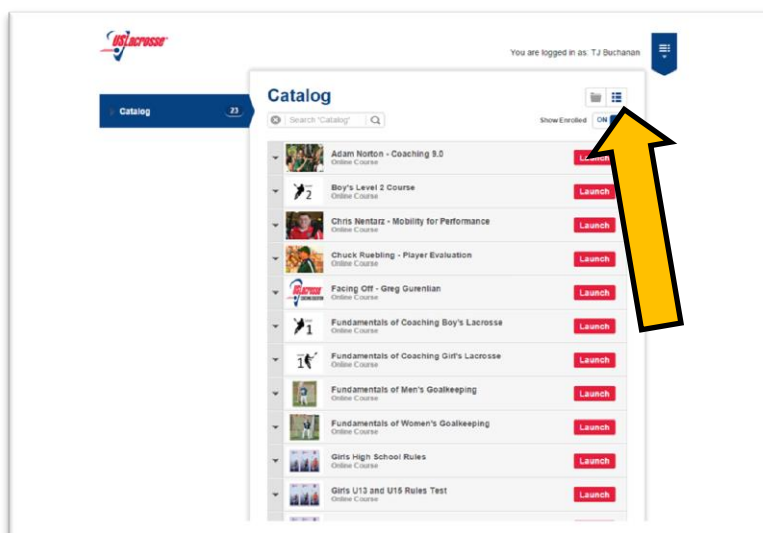 USLacrosse
You are logged in as: TJ Buchanan
Catalog 23
Catalog
Search "Catalog"
Show Enrolled ON
Adam Norton - Coaching 9.0
Online Course
Launch
2
Boy's Level 2 Course
Online Course
Launch
Chris Nentarz - Mobility for Performance
Online Course
Launch
Chuck Ruebling - Player Evaluation
Online Course
Launch
USLacrosse
Facing Off - Greg Gurenlian
Online Course
Launch
1
Fundamentals of Coaching Boy's Lacrosse
Online Course
Launch
1
Fundamentals of Coaching Girl's Lacrosse
Online Course
Launch
Fundamentals of Men's Goalkeeping
Online Course
Launch
Fundamentals of Women's Goalkeeping
Online Course
Launch
Girls High School Rules
Online Course
Launch
Girls U13 and U15 Rules Test
Online Course
Launch